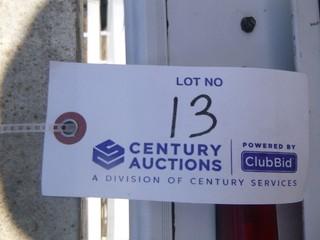 LOT NO
13
CENTURY AUCTIONS
POWERED BY
ClubBid
A DIVISION OF CENTURY SERVICES